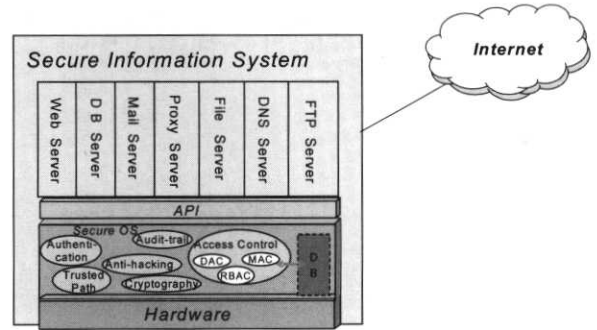 Internet
Secure Information System
Web Server
D B Server
Mail Server
Proxy Server
File Server
DNS Server
FTP Server
API
Secure OS
Audit-trail
Authenti-
cation
Access Control
DAC
MAC
RBAC
Anti-hacking
Trusted
Path
Cryptography
D
B
Hardware